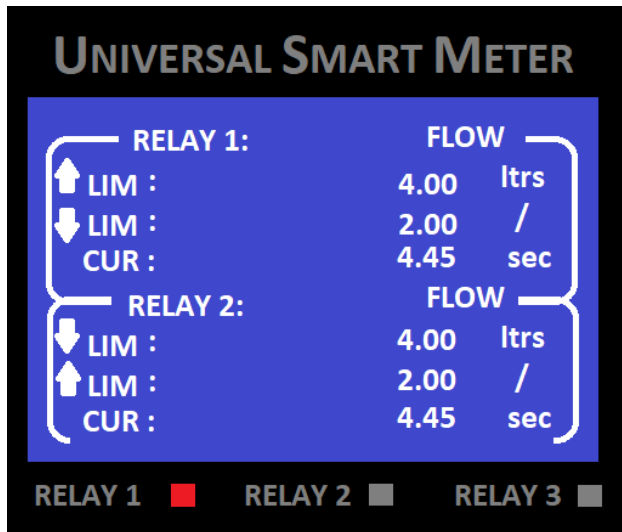 UNIVERSAL SMART METER
RELAY 1: FLOW
LIM : 4.00 ltrs
LIM : 2.00 /
CUR : 4.45 sec
RELAY 2: FLOW
LIM : 4.00 ltrs
LIM : 2.00 /
CUR : 4.45 sec
RELAY 1 RELAY 2 RELAY 3